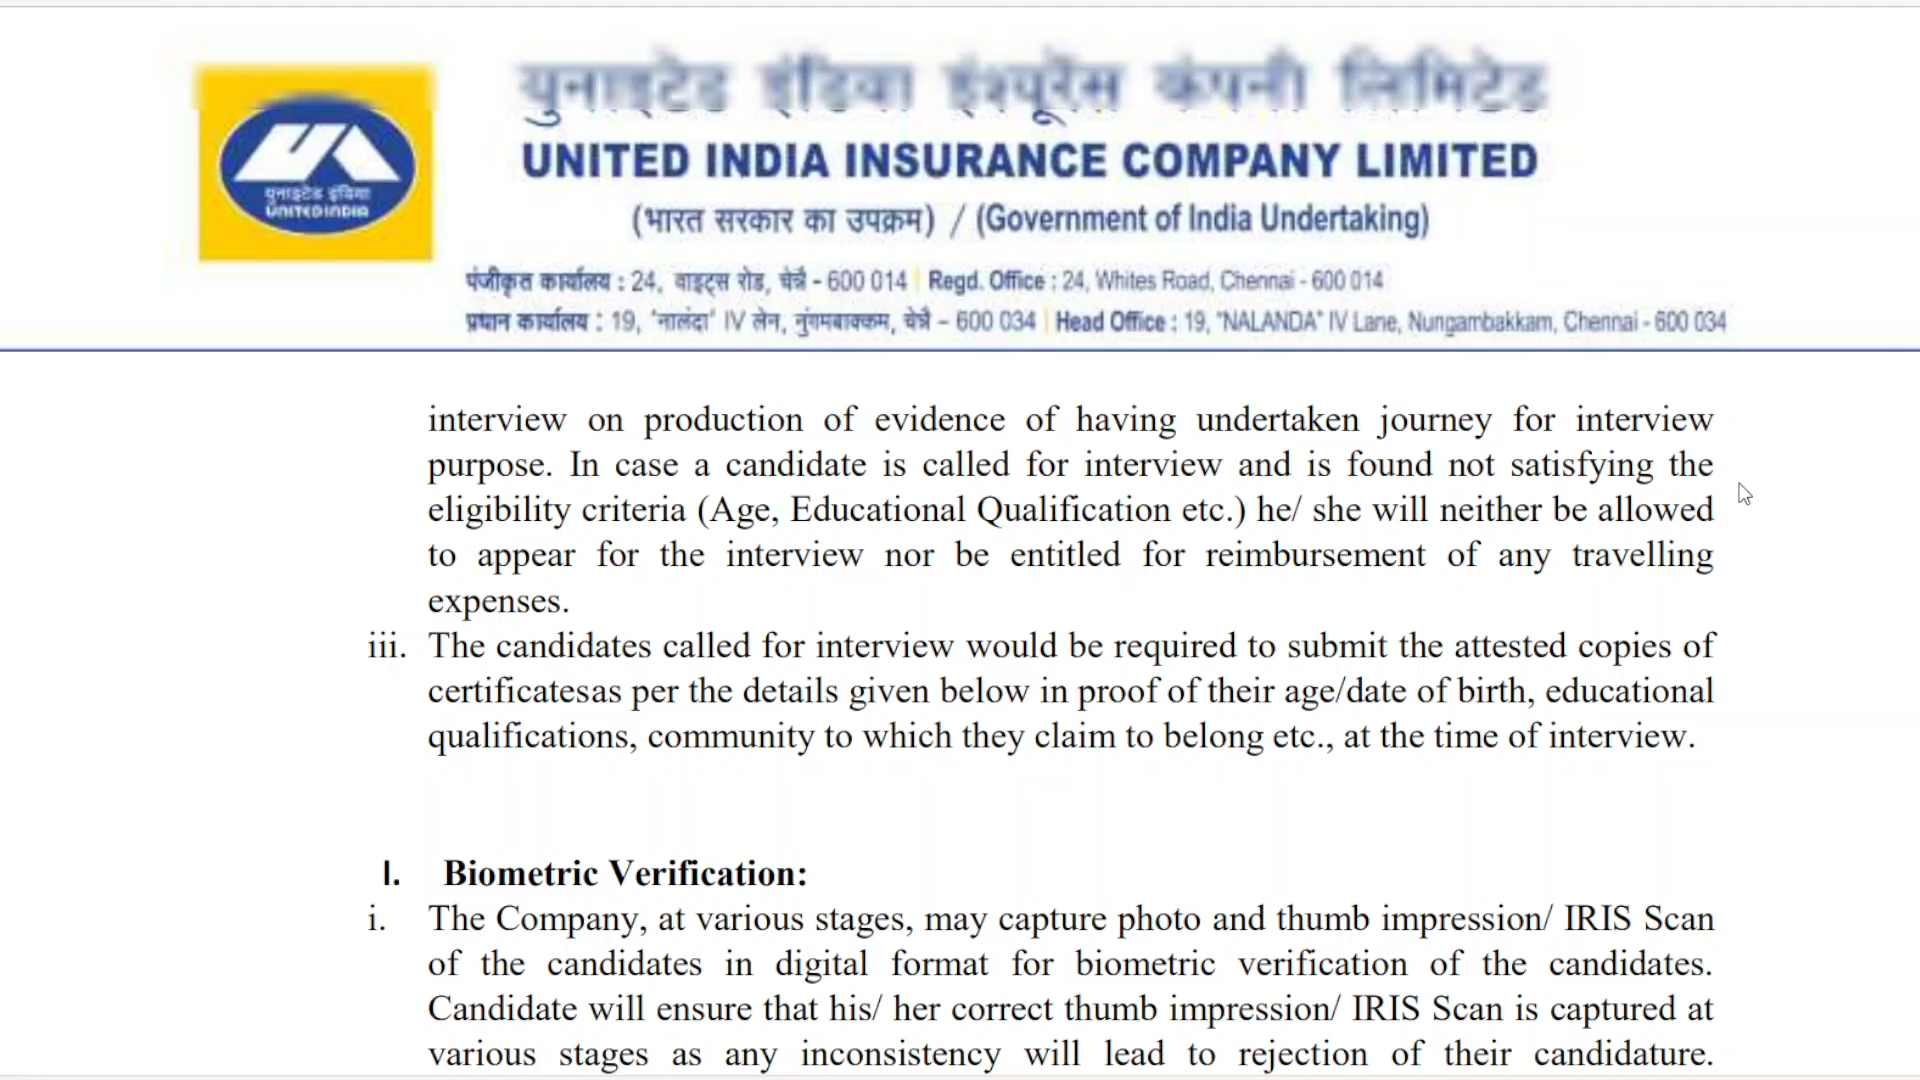 युनाइटेड इंडिया इंश्यूरेंस कंपनी लिमिटेड
UNITED INDIA INSURANCE COMPANY LIMITED
युनाइटेड इंडिया
UNITED INDIA
(भारत सरकार का उपक्रम) / (Government of India Undertaking)
पंजीकृत कार्यालय : 24, वाइट्स रोड, चेन्नै - 600 014 | Regd. Office : 24, Whites Road, Chennai - 600 014
प्रधान कार्यालय : 19, 'नालंदा' IV लेन, नुंगमबाक्कम, चेन्नै – 600 034 | Head Office : 19, "NALANDA" IV Lane, Nungambakkam, Chennai - 600 034
interview on production of evidence of having undertaken journey for interview
purpose. In case a candidate is called for interview and is found not satisfying the
eligibility criteria (Age, Educational Qualification etc.) he/ she will neither be allowed
to appear for the interview nor be entitled for reimbursement of any travelling
expenses.
iii. The candidates called for interview would be required to submit the attested copies of
certificatesas per the details given below in proof of their age/date of birth, educational
qualifications, community to which they claim to belong etc., at the time of interview.
I. Biometric Verification:
i. The Company, at various stages, may capture photo and thumb impression/ IRIS Scan
of the candidates in digital format for biometric verification of the candidates.
Candidate will ensure that his/ her correct thumb impression/ IRIS Scan is captured at
various stages as any inconsistency will lead to rejection of their candidature.